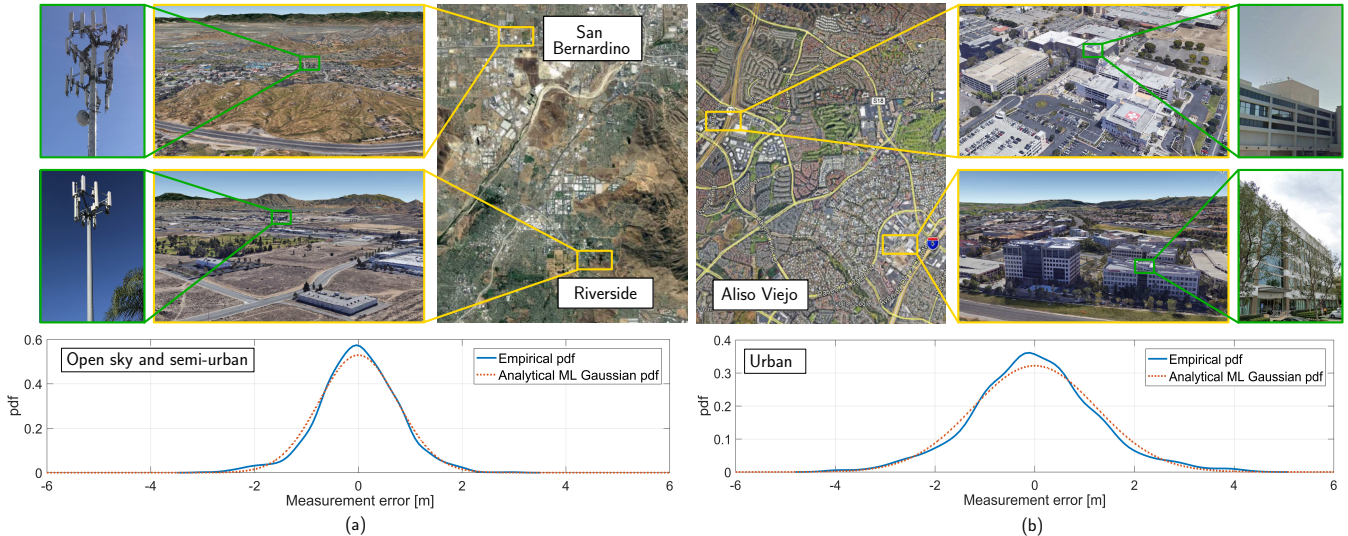 San
Bernardino
Riverside
Aliso Viejo
Open sky and semi-urban
Empirical pdf
Analytical ML Gaussian pdf
pdf
0.6
0.4
0.2
0
-6
-4
-2
0
2
4
6
Measurement error [m]
(a)
Urban
Empirical pdf
Analytical ML Gaussian pdf
pdf
0.4
0.3
0.2
0.1
0
-6
-4
-2
0
2
4
6
Measurement error [m]
(b)